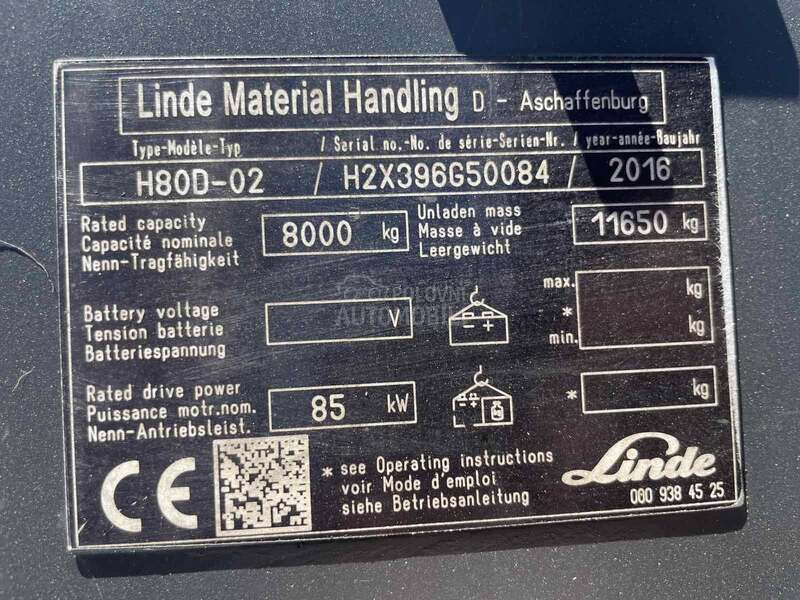 Linde Material Handling D - Aschaffenburg
Type-Modèle-Typ / Serial no.-No. de série-Serien-Nr. / year-année-Baujahr
H80D-02 / H2X396G50084 / 2016
Rated capacity
Capacité nominale
Nenn-Tragfähigkeit
8000 kg
Unladen mass
Masse à vide
Leergewicht
11650 kg
Battery voltage
Tension batterie
Batteriespannung
V
max. kg
*
min. kg
Rated drive power
Puissance motr.nom.
Nenn-Antriebsleist.
85 kW
* kg
CE
* see Operating instructions
voir Mode d'emploi
siehe Betriebsanleitung
Linde
000 938 45 25
POLOVNI
AUTOMOBILI